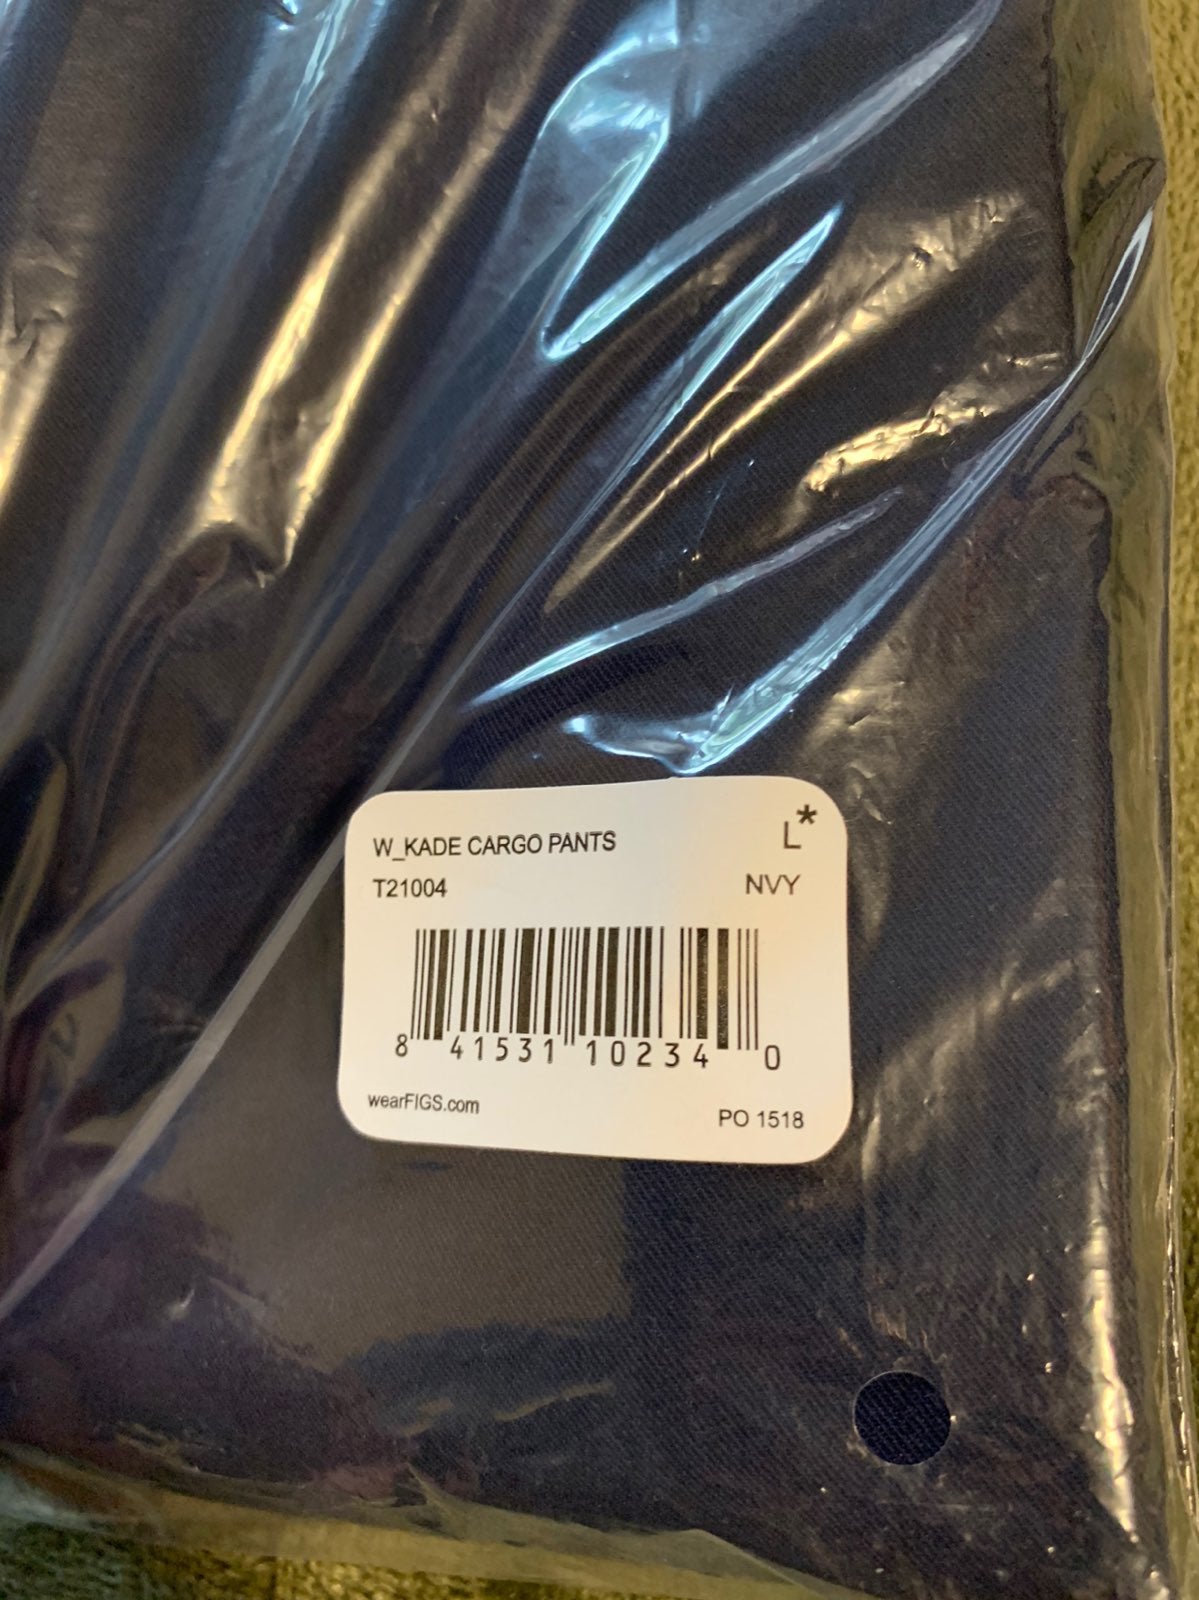 W_KADE CARGO PANTS L*
T21004 NVY
8 41531 10234 0
wearFIGS.com PO 1518